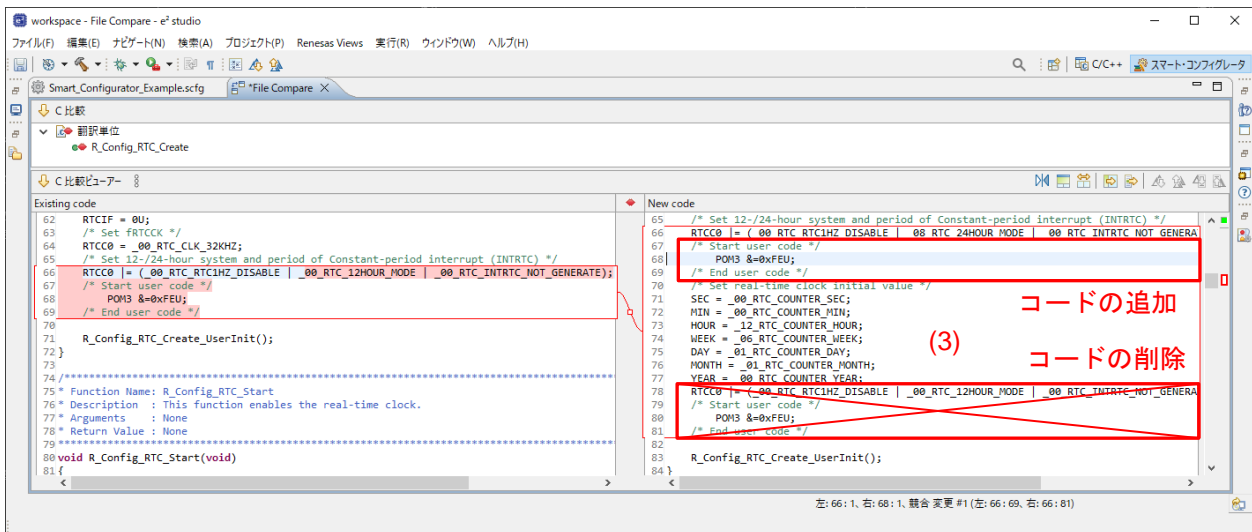 workspace - File Compare - e² studio
ファイル(F) 編集(E) ナビゲート(N) 検索(A) プロジェクト(P) Renesas Views 実行(R) ウィンドウ(W) ヘルプ(H)
C/C++ スマート・コンフィグレータ
Smart_Configurator_Example.scfg *File Compare
C 比較
翻訳単位
R_Config_RTC_Create
C 比較ビューアー
Existing code
62 RTCIF = 0U;
63 /* Set fRTCCK */
64 RTCC0 = _00_RTC_CLK_32KHZ;
65 /* Set 12-/24-hour system and period of Constant-period interrupt (INTRTC) */
66 RTCC0 |= (_00_RTC_RTC1HZ_DISABLE | _00_RTC_12HOUR_MODE | _00_RTC_INTRTC_NOT_GENERATE);
67 /* Start user code */
68 POM3 &=0xFEU;
69 /* End user code */
70
71 R_Config_RTC_Create_UserInit();
72 }
73
74 /*****************************************************************************
75 * Function Name: R_Config_RTC_Start
76 * Description : This function enables the real-time clock.
77 * Arguments : None
78 * Return Value : None
79 *****************************************************************************
80 void R_Config_RTC_Start(void)
81 {
New code
65 /* Set 12-/24-hour system and period of Constant-period interrupt (INTRTC) */
66 RTCC0 |= (_00_RTC_RTC1HZ_DISABLE | _08_RTC_24HOUR_MODE | _00_RTC_INTRTC_NOT_GENERA
67 /* Start user code */
68 POM3 &=0xFEU;
69 /* End user code */
70 /* Set real-time clock initial value */
71 SEC = _00_RTC_COUNTER_SEC;
72 MIN = _00_RTC_COUNTER_MIN;
73 HOUR = _12_RTC_COUNTER_HOUR;
74 WEEK = _06_RTC_COUNTER_WEEK;
75 DAY = _01_RTC_COUNTER_DAY;
76 MONTH = _01_RTC_COUNTER_MONTH;
77 YEAR = _00_RTC_COUNTER_YEAR;
78 RTCC0 |= (_00_RTC_RTC1HZ_DISABLE | _00_RTC_12HOUR_MODE | _00_RTC_INTRTC_NOT_GENERA
79 /* Start user code */
80 POM3 &=0xFEU;
81 /* End user code */
82
83 R_Config_RTC_Create_UserInit();
84 }
コードの追加
(3)
コードの削除
左: 66 : 1、右: 68 : 1、競合 変更 #1 (左: 66 : 69、右: 66 : 81)